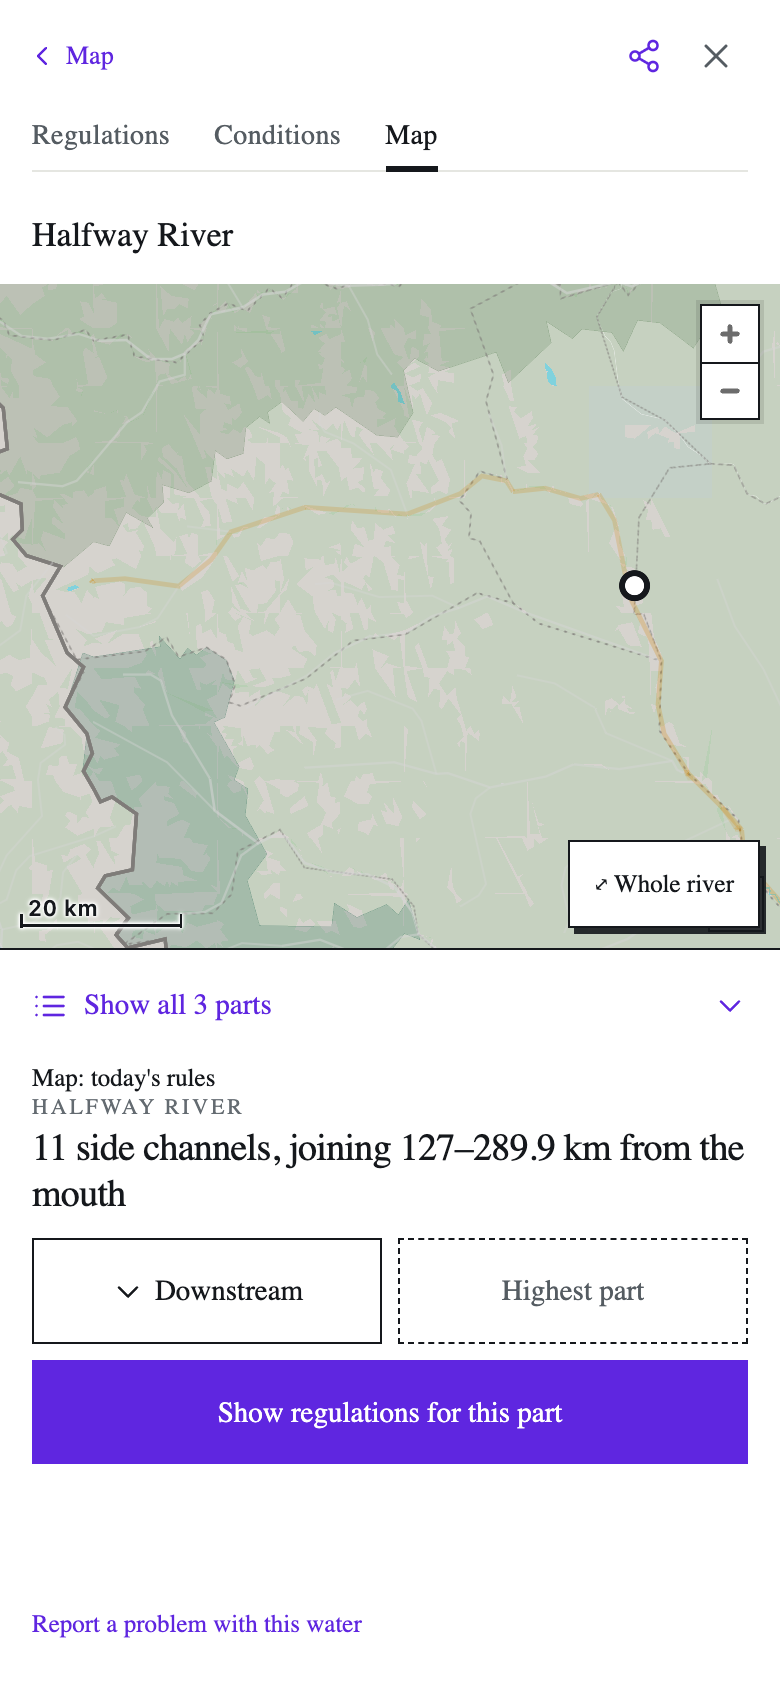 Map
Regulations Conditions Map
Halfway River
Whole river
20 km
Show all 3 parts
Map: today's rules
HALFWAY RIVER
11 side channels, joining 127–289.9 km from the
mouth
Downstream
Highest part
Show regulations for this part
Report a problem with this water